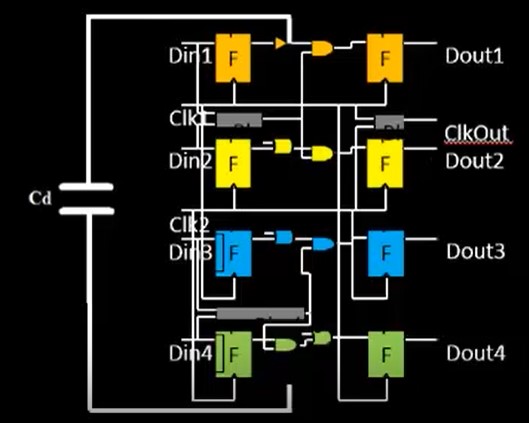 Din1 F F Dout1
Clk1 ClkOut
Din2 F F Dout2
Cd
Clk2
Din3 F F Dout3
Din4 F F Dout4